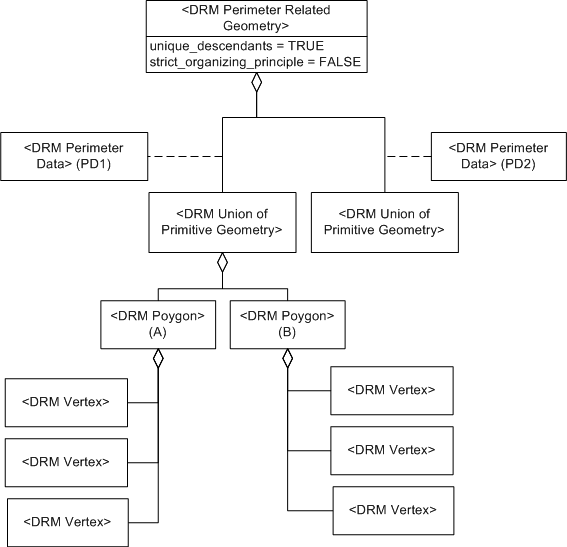 <DRM Perimeter Related
Geometry>
unique_descendants = TRUE
strict_organizing_principle = FALSE
<DRM Perimeter
Data> (PD1)
<DRM Perimeter
Data> (PD2)
<DRM Union of
Primitive Geometry>
<DRM Union of
Primitive Geometry>
<DRM Poygon>
(A)
<DRM Poygon>
(B)
<DRM Vertex>
<DRM Vertex>
<DRM Vertex>
<DRM Vertex>
<DRM Vertex>
<DRM Vertex>